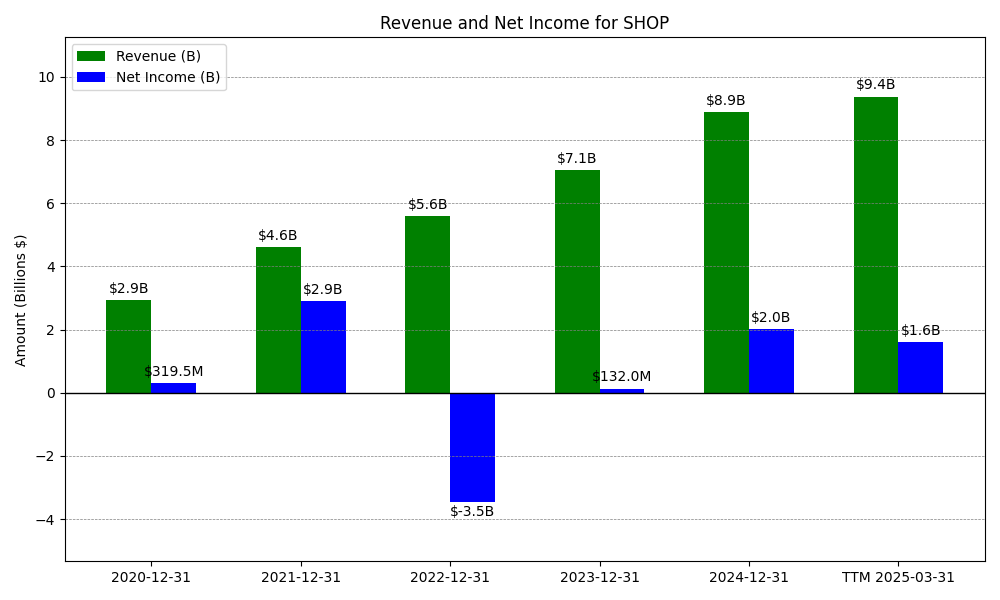 Revenue and Net Income for SHOP
Revenue (B)
Net Income (B)
Amount (Billions $)
10
8
6
4
2
0
−2
−4
$2.9B
$319.5M
$4.6B
$2.9B
$5.6B
$-3.5B
$7.1B
$132.0M
$8.9B
$2.0B
$9.4B
$1.6B
2020-12-31
2021-12-31
2022-12-31
2023-12-31
2024-12-31
TTM 2025-03-31